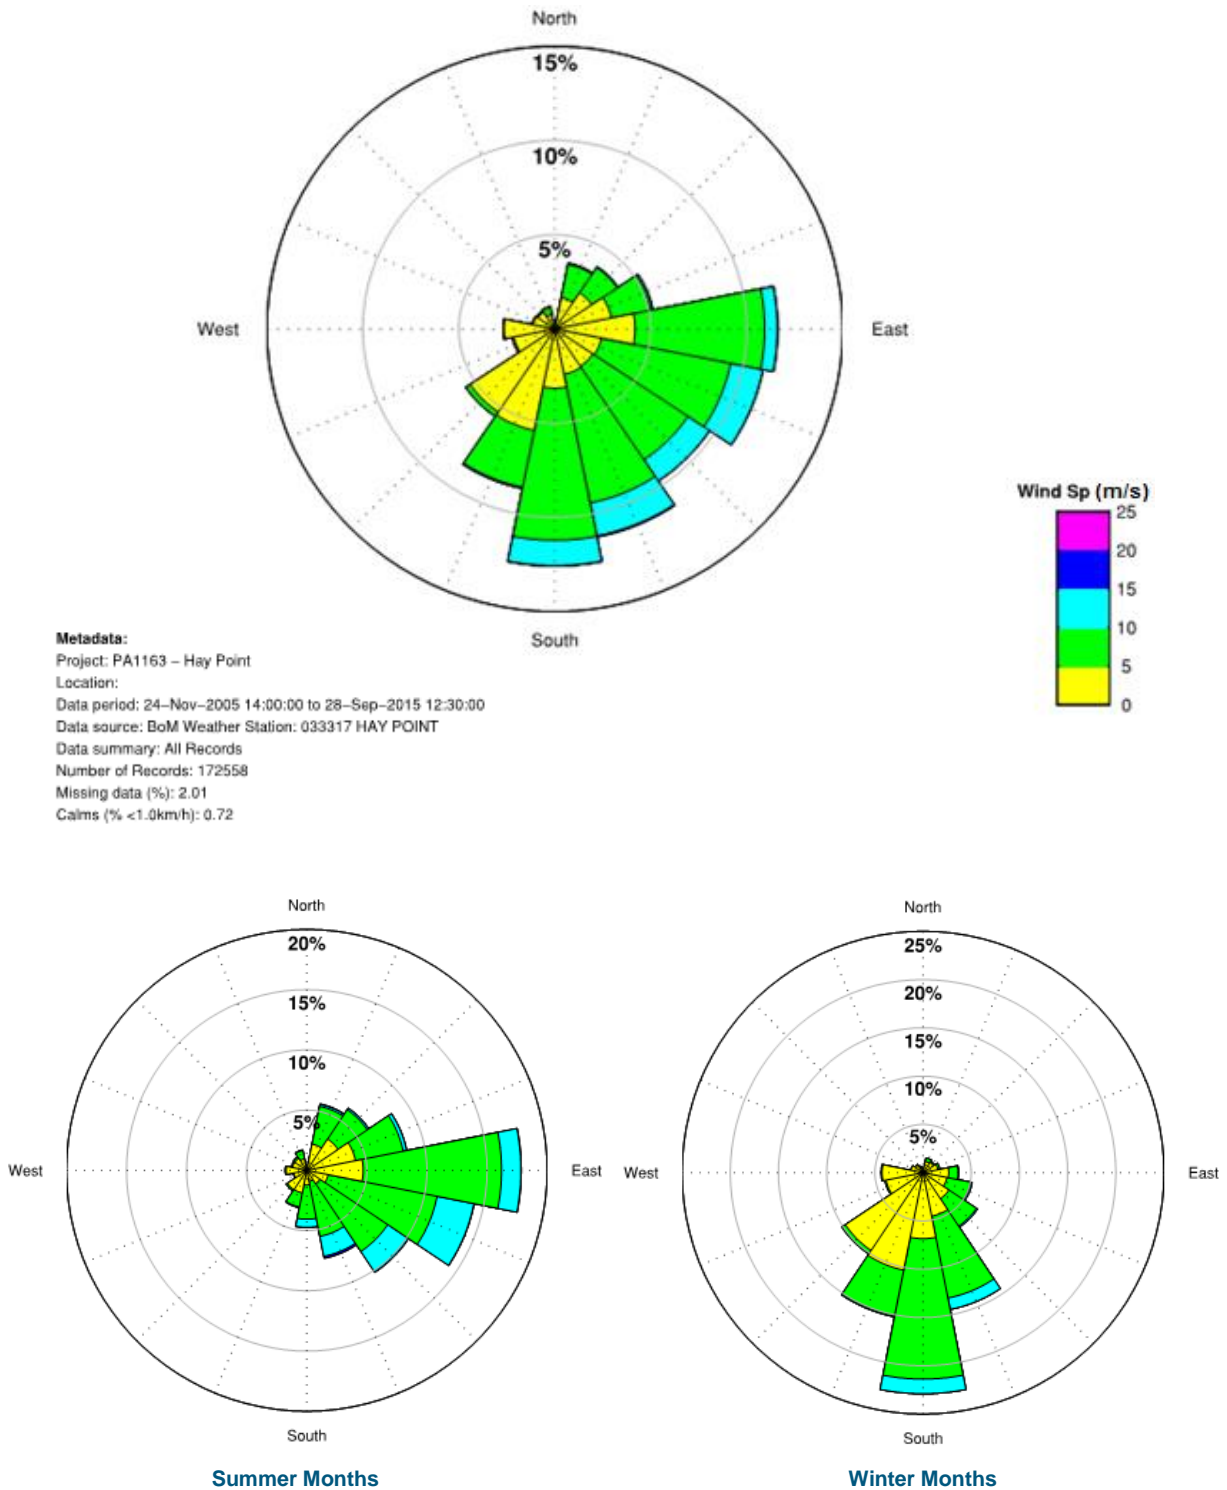 North
15%
10%
5%
West
East
South
Wind Sp (m/s)
25
20
15
10
5
0
Metadata:
Project: PA1163 – Hay Point
Location:
Data period: 24–Nov–2005 14:00:00 to 28–Sep–2015 12:30:00
Data source: BoM Weather Station: 033317 HAY POINT
Data summary: All Records
Number of Records: 172558
Missing data (%): 2.01
Calms (% <1.0km/h): 0.72
North
20%
15%
10%
5%
West
East
South
Summer Months
North
25%
20%
15%
10%
5%
West
East
South
Winter Months